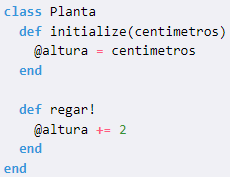 class Planta
  def initialize(centimetros)
    @altura = centimetros
  end

  def regar!
    @altura += 2
  end
end